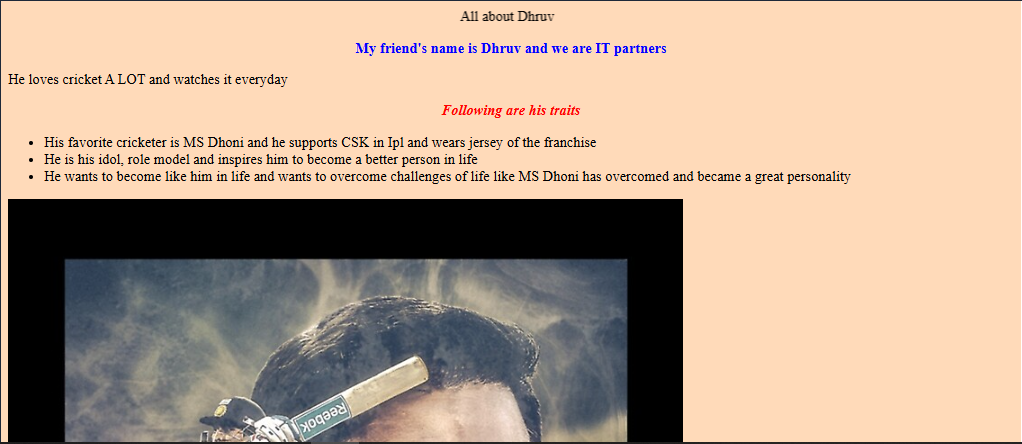 All about Dhruv
My friend's name is Dhruv and we are IT partners
He loves cricket A LOT and watches it everyday
Following are his traits
His favorite cricketer is MS Dhoni and he supports CSK in Ipl and wears jersey of the franchise
He is his idol, role model and inspires him to become a better person in life
He wants to become like him in life and wants to overcome challenges of life like MS Dhoni has overcomed and became a great personality
Reebok